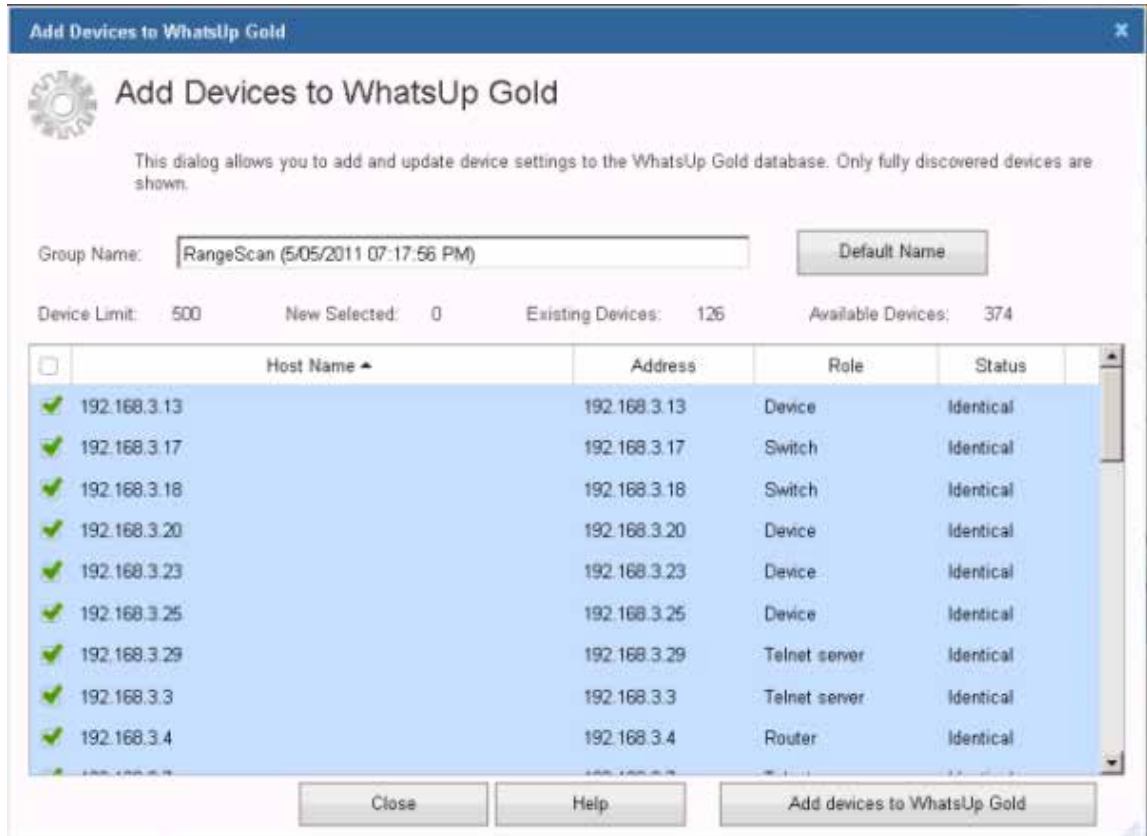 Add Devices to WhatsUp Gold
Add Devices to WhatsUp Gold
This dialog allows you to add and update device settings to the WhatsUp Gold database. Only fully discovered devices are
shown.
Group Name: RangeScan (5/05/2011 07:17:56 PM) Default Name
Device Limit: 500 New Selected: 0 Existing Devices: 126 Available Devices: 374
Host Name Address Role Status
192.168.3.13 192.168.3.13 Device Identical
192.168.3.17 192.168.3.17 Switch Identical
192.168.3.18 192.168.3.18 Switch Identical
192.168.3.20 192.168.3.20 Device Identical
192.168.3.23 192.168.3.23 Device Identical
192.168.3.25 192.168.3.25 Device Identical
192.168.3.29 192.168.3.29 Telnet server Identical
192.168.3.3 192.168.3.3 Telnet server Identical
192.168.3.4 192.168.3.4 Router Identical
Close Help Add devices to WhatsUp Gold